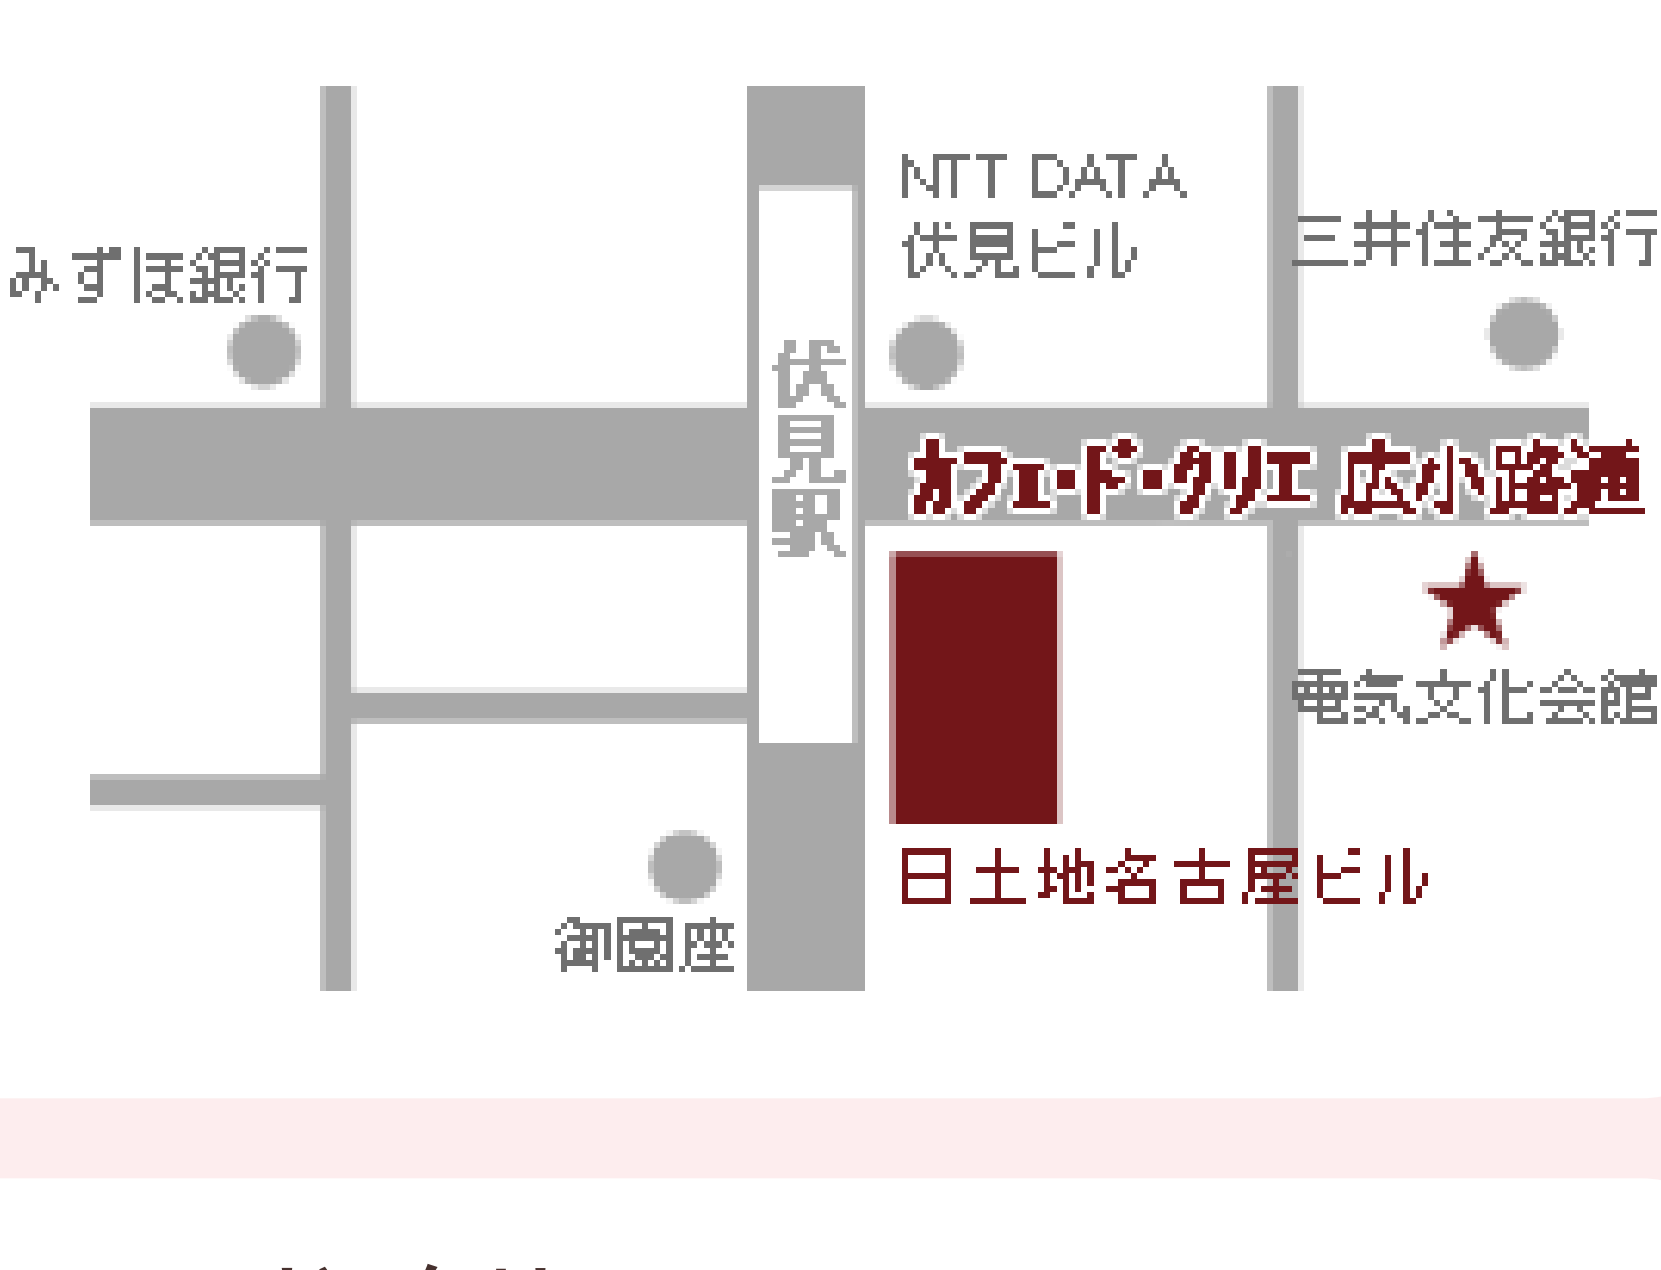 NTT DATA
伏見ビル
三井住友銀行
みずほ銀行
伏見駅
カフェ・ド・クリエ 広小路通
電気文化会館
日土地名古屋ビル
御園座